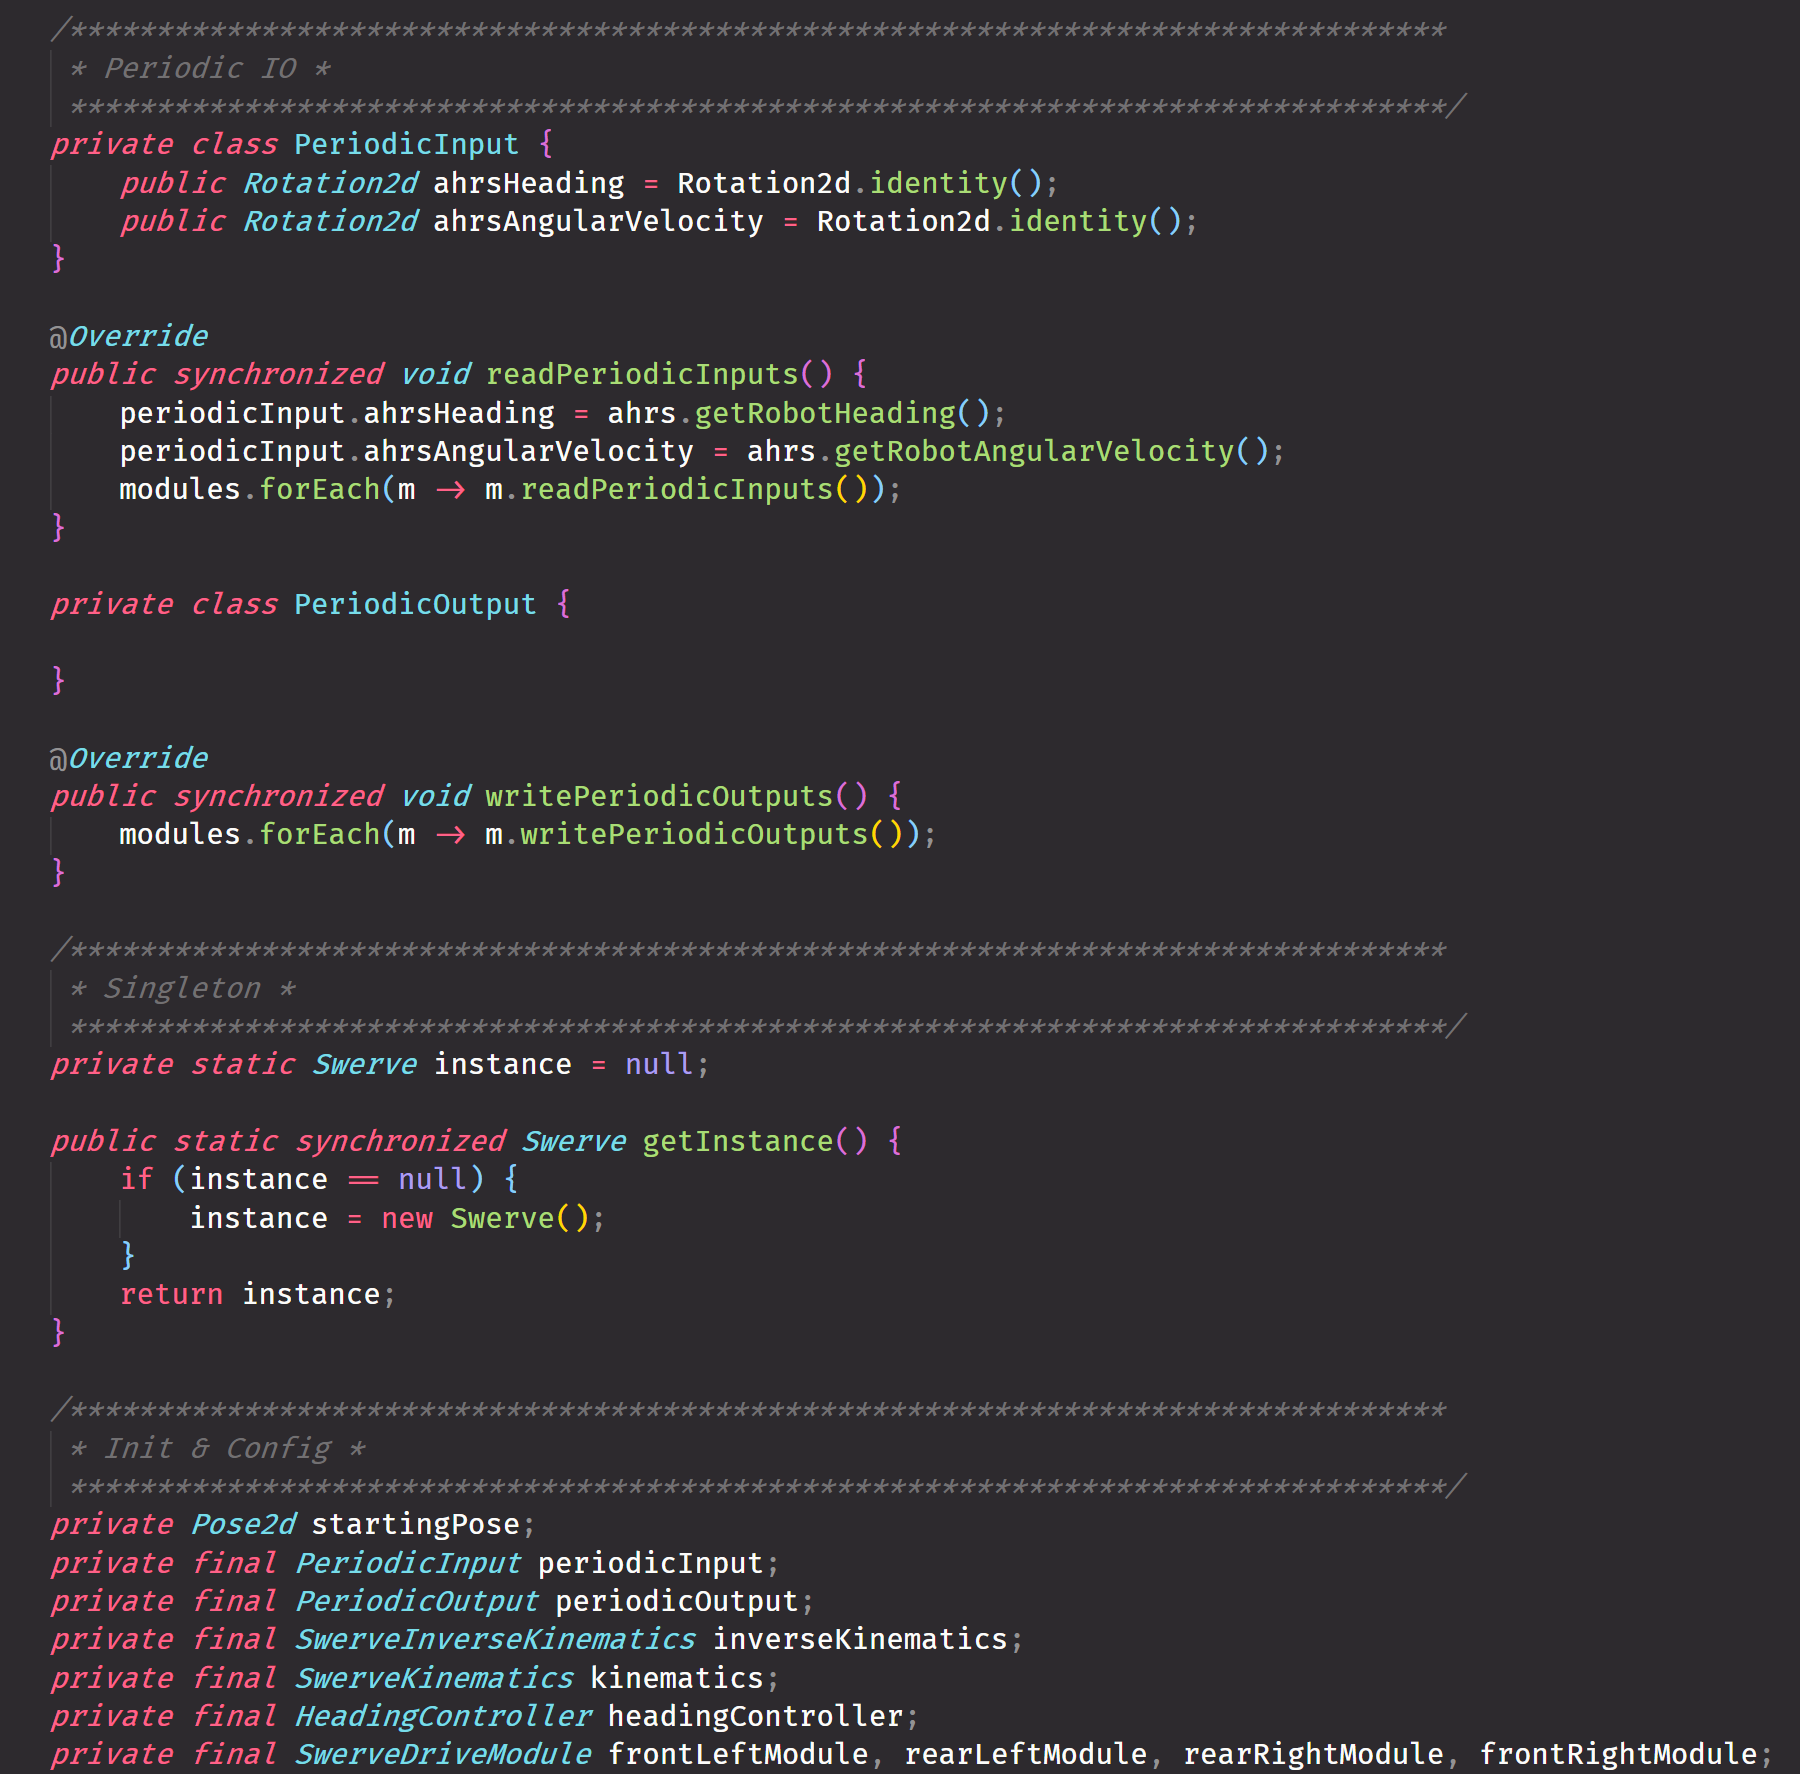 /*******************************************************************************
* Periodic IO *
*******************************************************************************/
private class PeriodicInput {
public Rotation2d ahrsHeading = Rotation2d.identity();
public Rotation2d ahrsAngularVelocity = Rotation2d.identity();
}
@Override
public synchronized void readPeriodicInputs() {
periodicInput.ahrsHeading = ahrs.getRobotHeading();
periodicInput.ahrsAngularVelocity = ahrs.getRobotAngularVelocity();
modules.forEach(m -> m.readPeriodicInputs());
}
private class PeriodicOutput {
}
@Override
public synchronized void writePeriodicOutputs() {
modules.forEach(m -> m.writePeriodicOutputs());
}
/*******************************************************************************
* Singleton *
*******************************************************************************/
private static Swerve instance = null;
public static synchronized Swerve getInstance() {
if (instance == null) {
instance = new Swerve();
}
return instance;
}
/*******************************************************************************
* Init & Config *
*******************************************************************************/
private Pose2d startingPose;
private final PeriodicInput periodicInput;
private final PeriodicOutput periodicOutput;
private final SwerveInverseKinematics inverseKinematics;
private final SwerveKinematics kinematics;
private final HeadingController headingController;
private final SwerveDriveModule frontLeftModule, rearLeftModule, rearRightModule, frontRightModule;